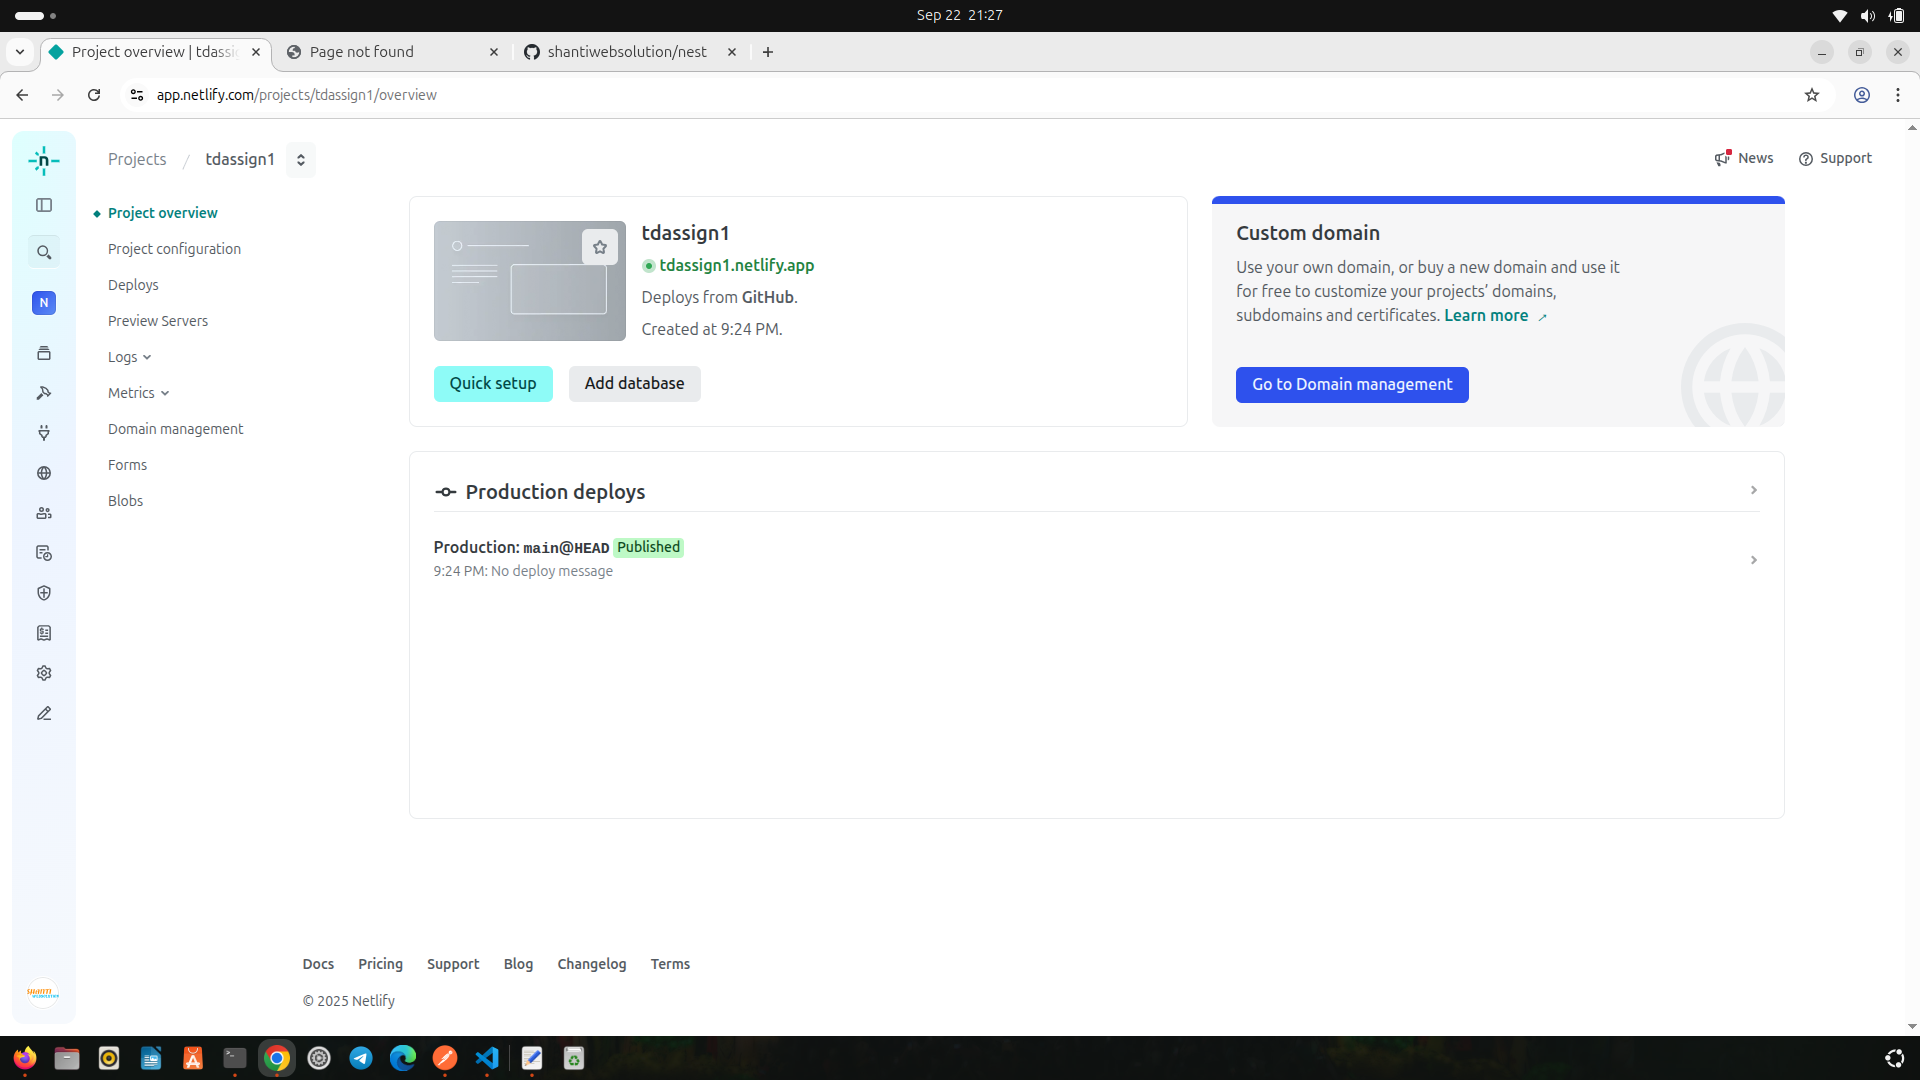 Sep 22 21:27
Project overview | tdassig
Page not found
shantiwebsolution/nest
app.netlify.com/projects/tdassign1/overview
Projects / tdassign1
News
Support
Project overview
Project configuration
Deploys
Preview Servers
Logs
Metrics
Domain management
Forms
Blobs
N
tdassign1
tdassign1.netlify.app
Deploys from GitHub.
Created at 9:24 PM.
Quick setup
Add database
Custom domain
Use your own domain, or buy a new domain and use it
for free to customize your projects’ domains,
subdomains and certificates. Learn more
Go to Domain management
Production deploys
Production: main@HEAD Published
9:24 PM: No deploy message
Docs
Pricing
Support
Blog
Changelog
Terms
© 2025 Netlify